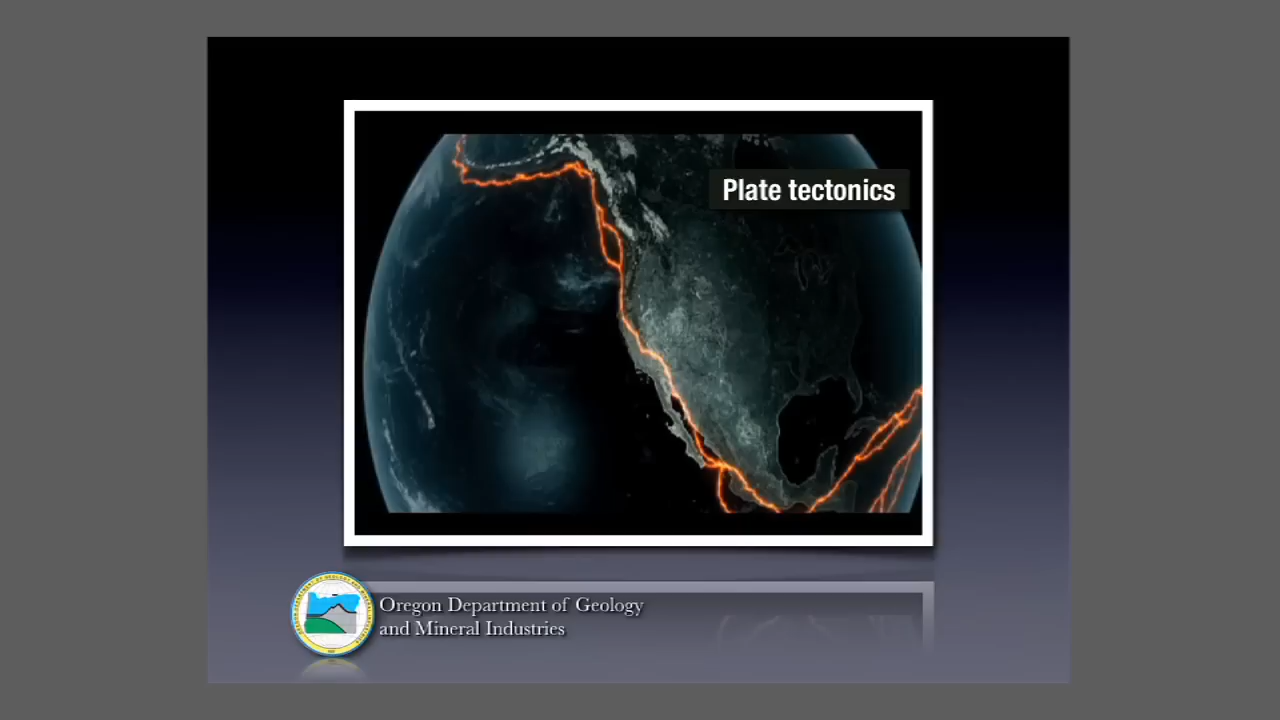 Plate tectonics
Oregon Department of Geology
and Mineral Industries